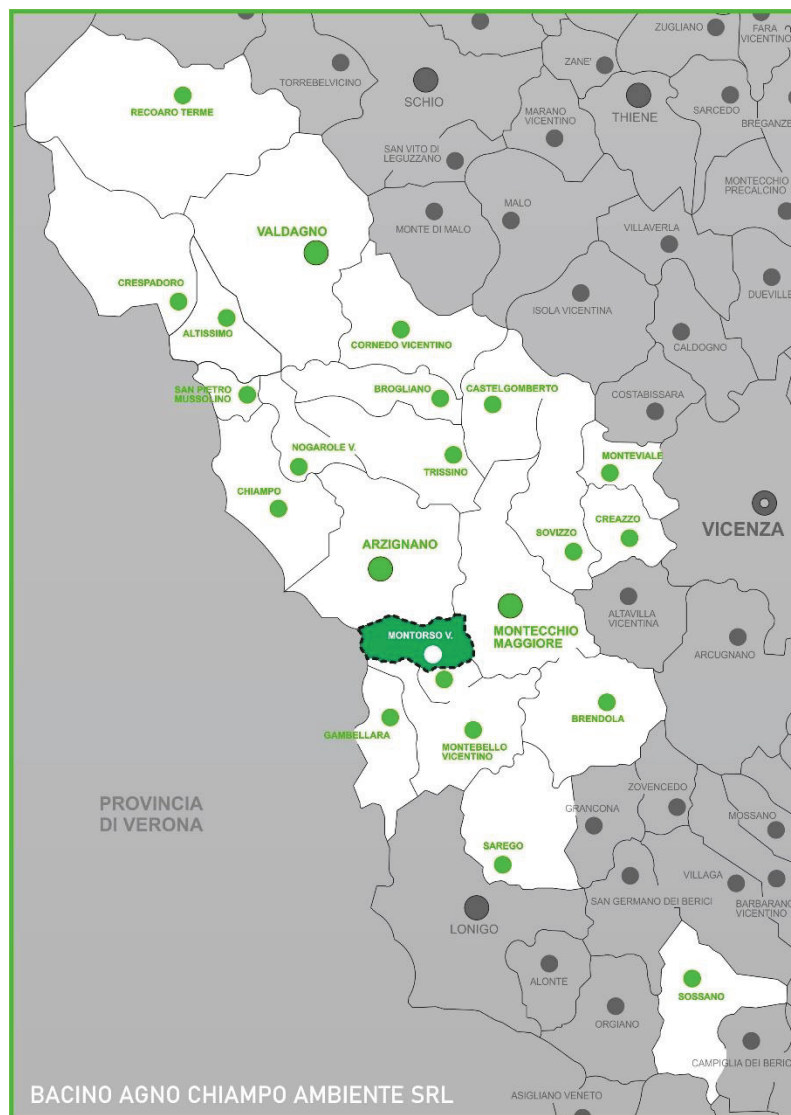 ZUGLIANO
FARA
VICENTINO
ZANE'
TORREBELVICINO
SCHIO
THIENE
SARCEDO
BREGANZE
RECOARO TERME
MARANO
VICENTINO
SAN VITO DI
LEGUZZANO
MONTECCHIO
PRECALCINO
MALO
MONTE DI MALO
VILLAVERLA
VALDAGNO
CRESPADORO
DUEVILLE
ISOLA VICENTINA
ALTISSIMO
CORNEDO VICENTINO
CALDOGNO
SAN PIETRO
MUSSOLINO
BROGLIANO
CASTELGOMBERTO
COSTABISSARA
NOGAROLE V.
TRISSINO
MONTEVIALE
CHIAMPO
CREAZZO
SOVIZZO
VICENZA
ARZIGNANO
ALTAVILLA
VICENTINA
MONTORSO V.
MONTECCHIO
MAGGIORE
ARCUGNANO
BRENDOLA
GAMBELLARA
MONTEBELLO
VICENTINO
PROVINCIA
DI VERONA
ZOVENCEDO
GRANCONA
MOSSANO
SAREGO
VILLAGA
SAN GERMANO DEI BERICI
BARBARANO
VICENTINO
LONIGO
ALONTE
SOSSANO
ORGIANO
CAMPIGLIA DEI BERIC
BACINO AGNO CHIAMPO AMBIENTE SRL
ASIGLIANO VENETO